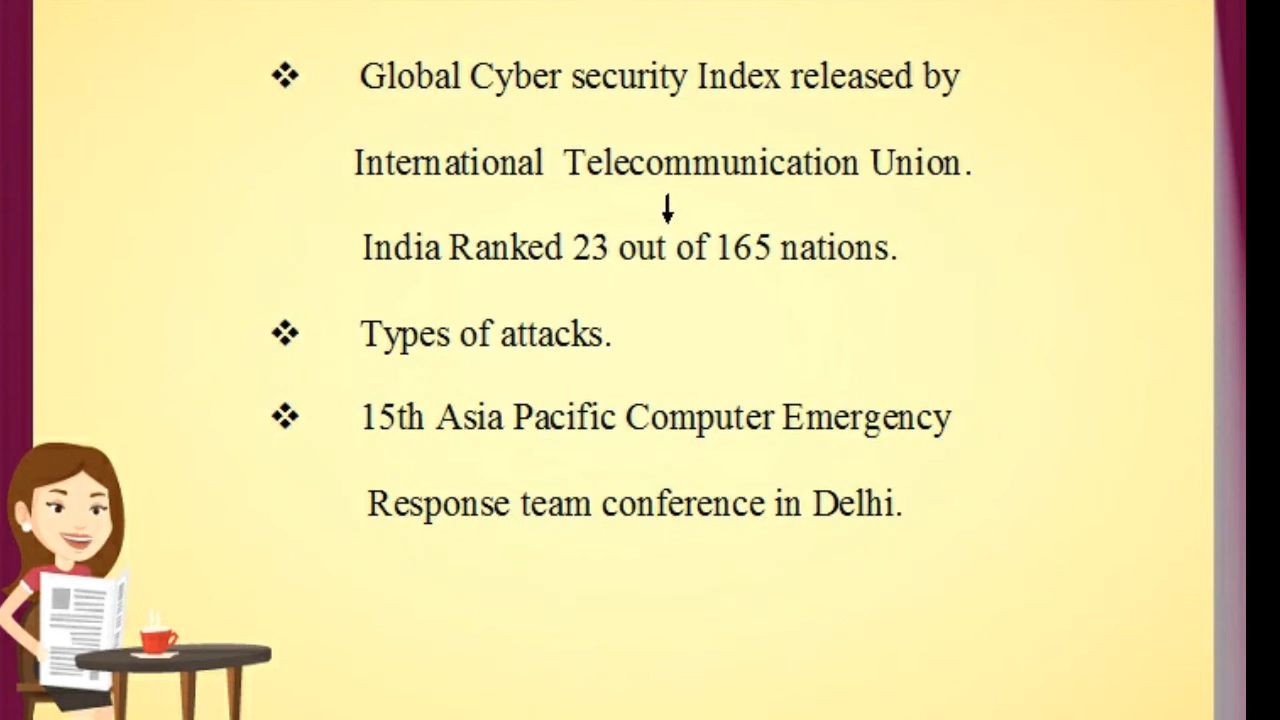 ❖ Global Cyber security Index released by
International Telecommunication Union.
↓
India Ranked 23 out of 165 nations.
❖ Types of attacks.
❖ 15th Asia Pacific Computer Emergency
Response team conference in Delhi.